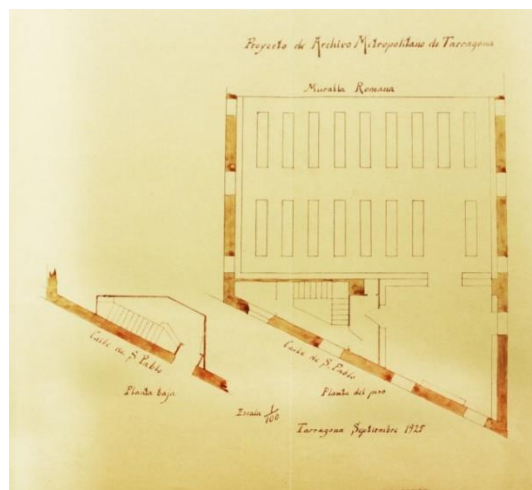 Proyecto de Archivo Metropolitano de Tarragona
Muralla Romana
Calle de S. Pablo
Planta baja
Calle de S. Pablo
Planta del piso
Escala 1/100
Tarragona Septiembre 1925